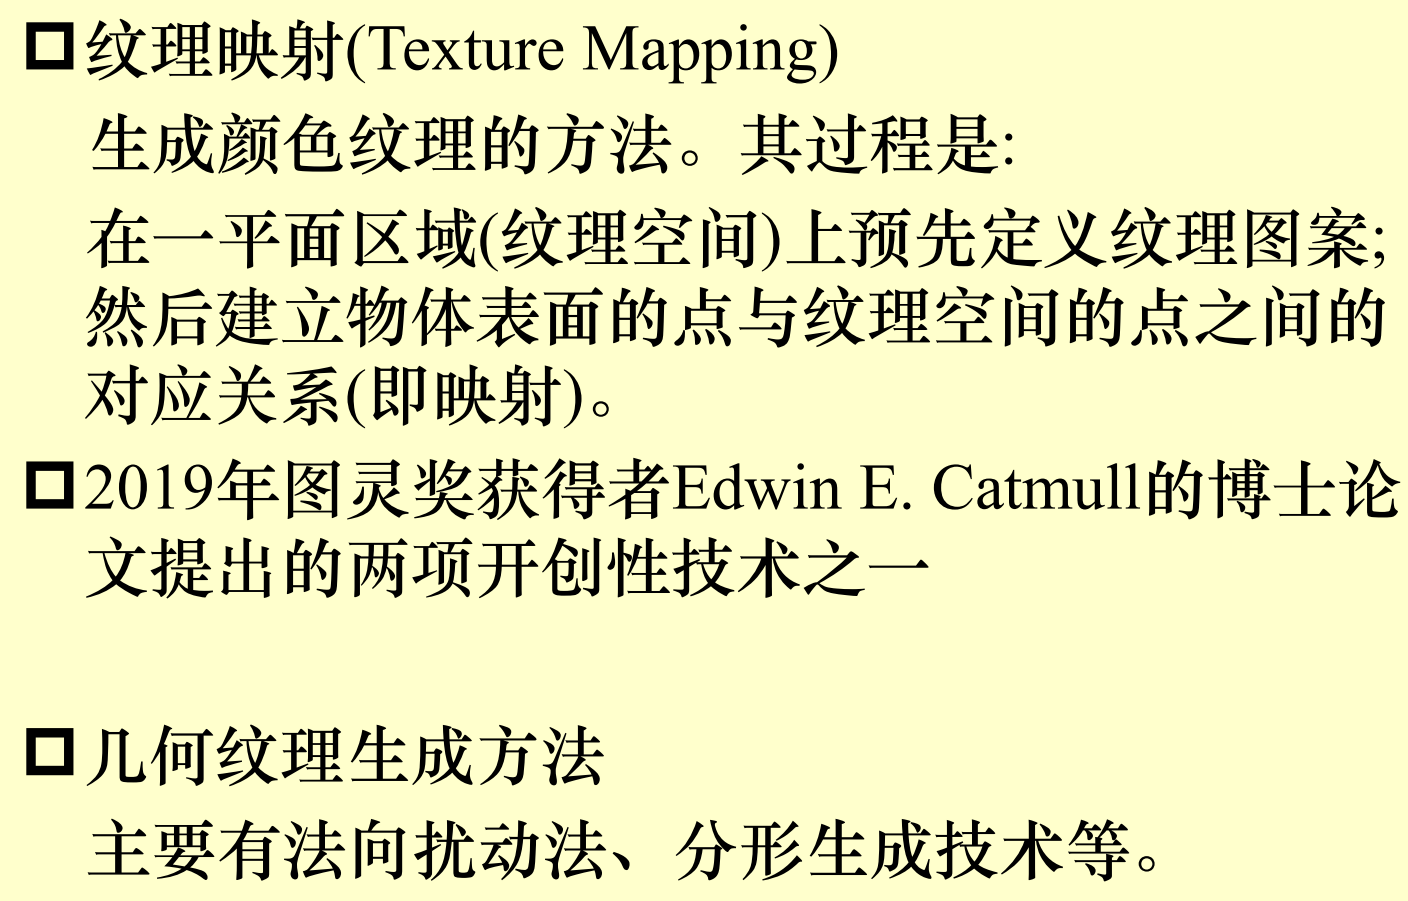 纹理映射(Texture Mapping)
生成颜色纹理的方法。其过程是:
在一平面区域(纹理空间)上预先定义纹理图案;
然后建立物体表面的点与纹理空间的点之间的
对应关系(即映射)。
2019年图灵奖获得者Edwin E. Catmull的博士论
文提出的两项开创性技术之一
几何纹理生成方法
主要有法向扰动法、分形生成技术等。